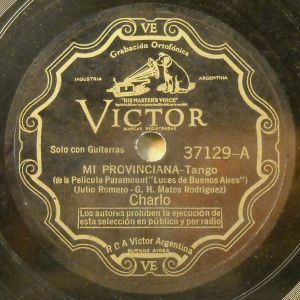 VE
Grabación Ortofónica
INDUSTRIA
ARGENTINA
"HIS MASTER'S VOICE"
VICTOR
MARCAS REGISTRADAS
Solo con Guitarras
37129-A
MI PROVINCIANA-Tango
(de la Película Paramount "Luces de Buenos Aires")
(Julio Romero - G. H. Matos Rodriguez)
Charlo
Los autores prohiben la ejecución de
esta selección en público y por radio
RCA Victor Argentina
BUENOS AIRES
VE